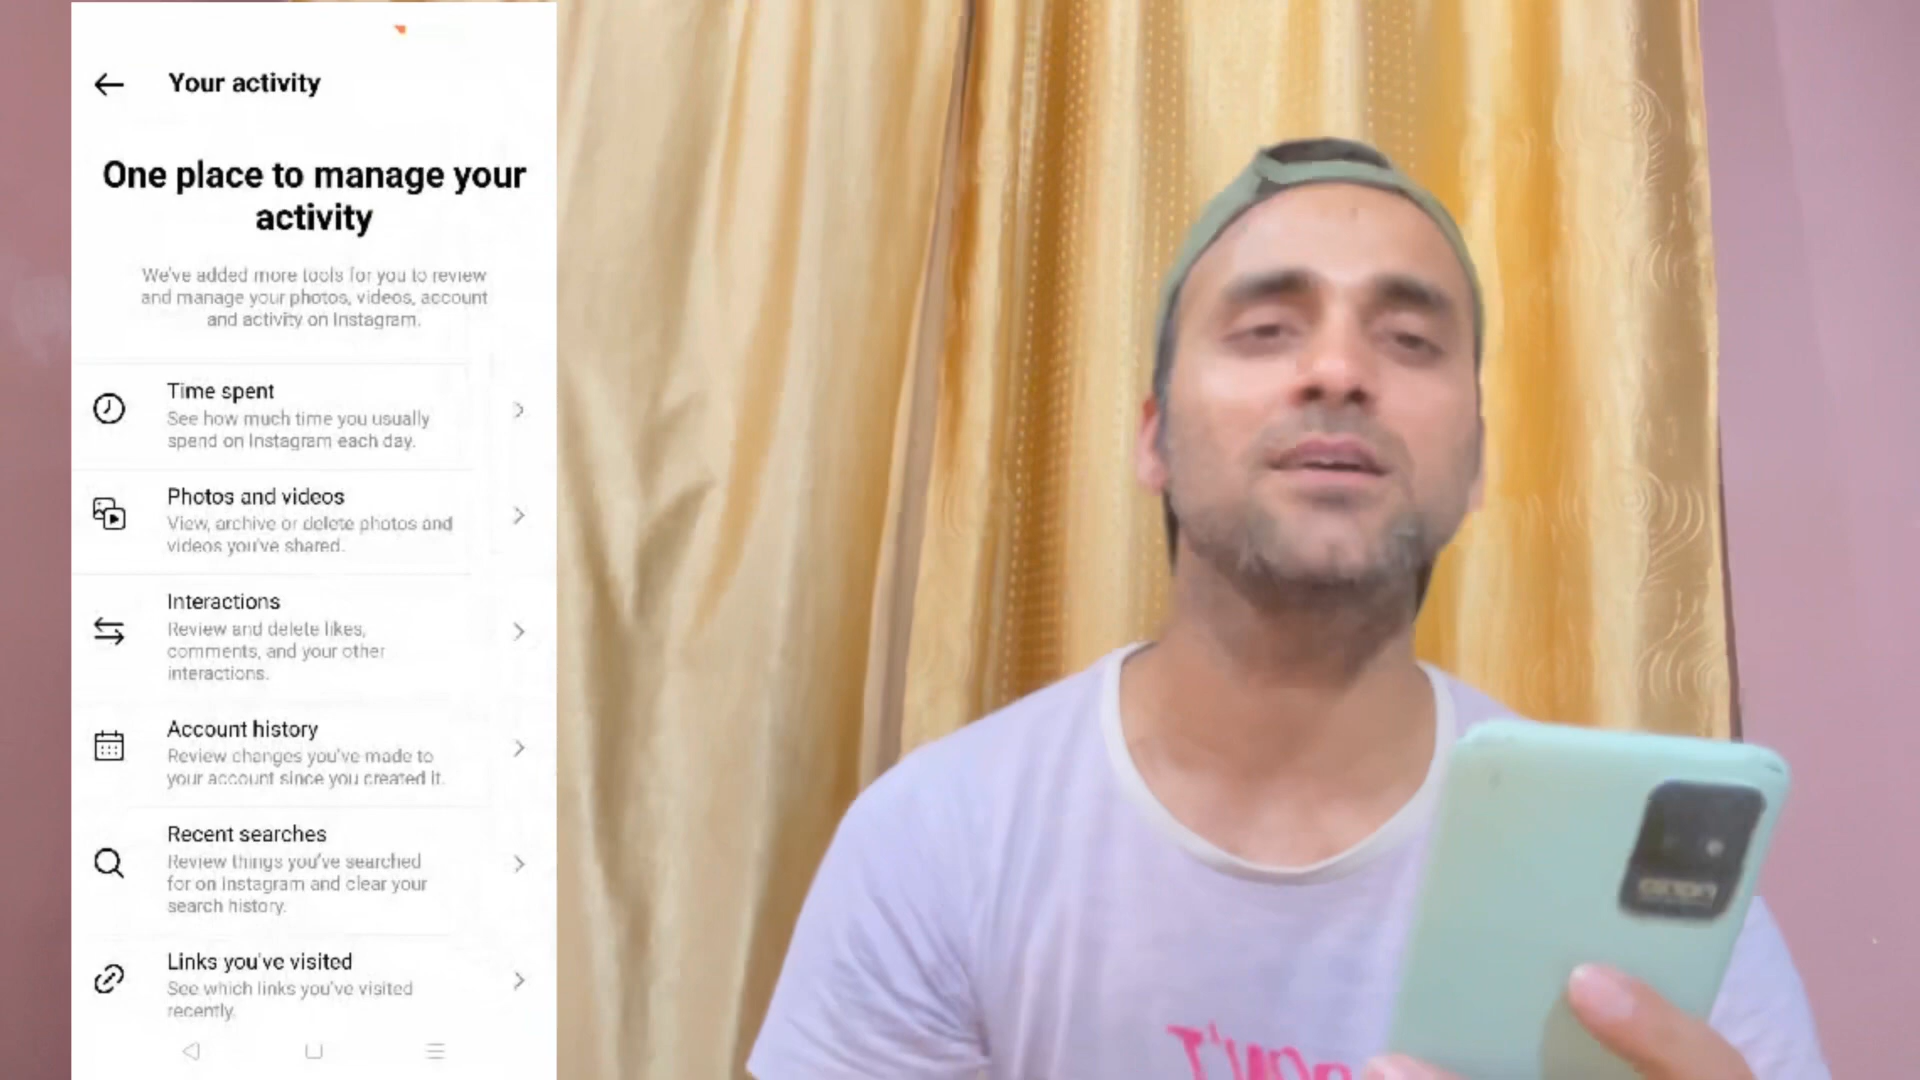 Your activity
One place to manage your
activity
We've added more tools for you to review
and manage your photos, videos, account
and activity on Instagram.
Time spent
See how much time you usually
spend on Instagram each day.
Photos and videos
View, archive or delete photos and
videos you've shared.
Interactions
Review and delete likes,
comments, and your other
interactions.
Account history
Review changes you've made to
your account since you created it.
Recent searches
Review things you've searched
for on Instagram and clear your
search history.
Links you've visited
See which links you've visited
recently.